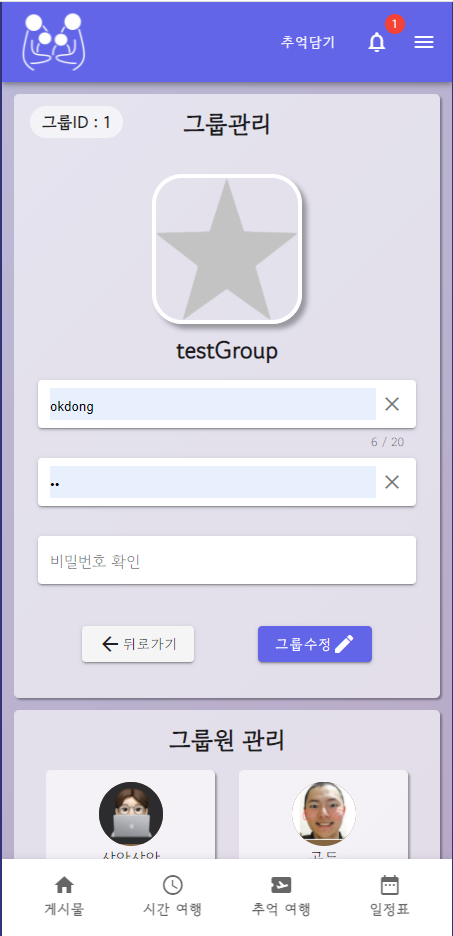 추억담기
1
그룹ID : 1
그룹관리
testGroup
okdong
6 / 20
••
비밀번호 확인
뒤로가기
그룹수정
그룹원 관리
게시물
시간 여행
추억 여행
일정표